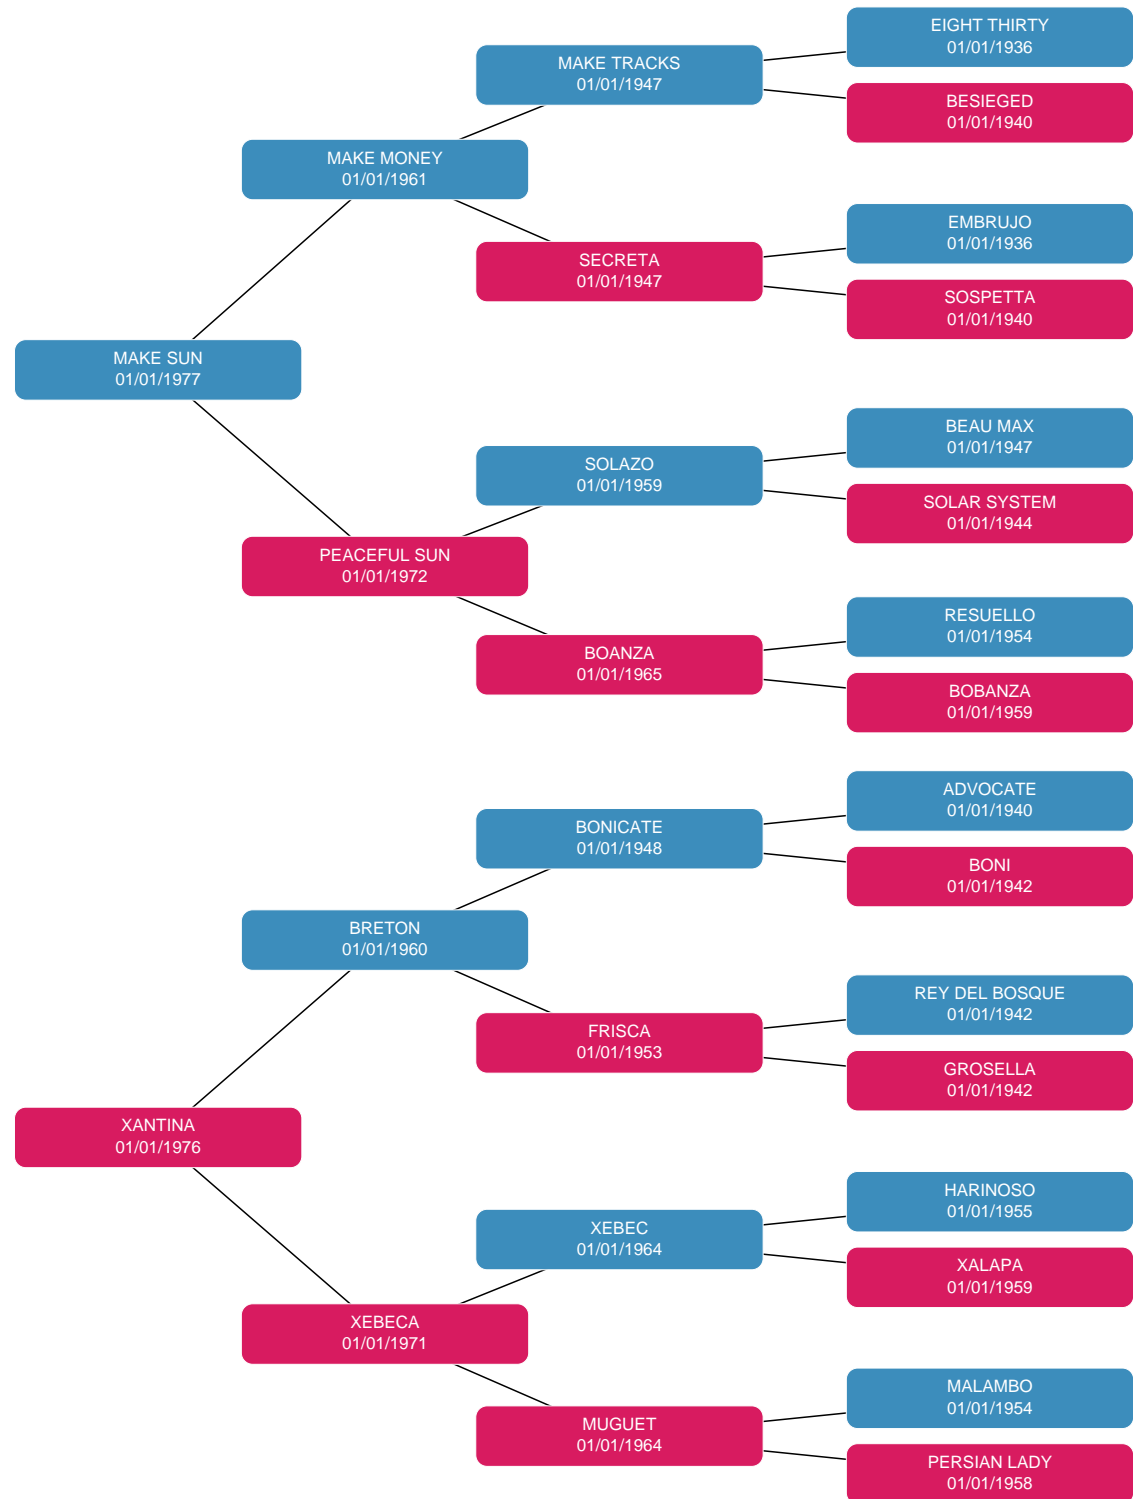 EIGHT THIRTY
01/01/1936
MAKE TRACKS
01/01/1947
BESIEGED
01/01/1940
MAKE MONEY
01/01/1961
EMBRUJO
01/01/1936
SECRETA
01/01/1947
SOSPETTA
01/01/1940
MAKE SUN
01/01/1977
BEAU MAX
01/01/1947
SOLAZO
01/01/1959
SOLAR SYSTEM
01/01/1944
PEACEFUL SUN
01/01/1972
RESUELLO
01/01/1954
BOANZA
01/01/1965
BOBANZA
01/01/1959
ADVOCATE
01/01/1940
BONICATE
01/01/1948
BONI
01/01/1942
BRETON
01/01/1960
REY DEL BOSQUE
01/01/1942
FRISCA
01/01/1953
GROSELLA
01/01/1942
XANTINA
01/01/1976
HARINOSO
01/01/1955
XEBEC
01/01/1964
XALAPA
01/01/1959
XEBECA
01/01/1971
MALAMBO
01/01/1954
MUGUET
01/01/1964
PERSIAN LADY
01/01/1958